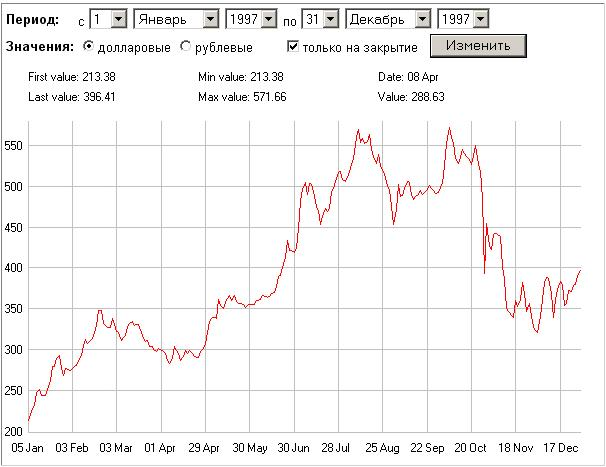 Период: с 1 Январь 1997 по 31 Декабрь 1997
Значения: долларовые рублевые только на закрытие Изменить
First value: 213.38 Min value: 213.38 Date: 08 Apr
Last value: 396.41 Max value: 571.66 Value: 288.63
550
500
450
400
350
300
250
200
05 Jan 03 Feb 03 Mar 01 Apr 29 Apr 30 May 30 Jun 28 Jul 25 Aug 22 Sep 20 Oct 18 Nov 17 Dec